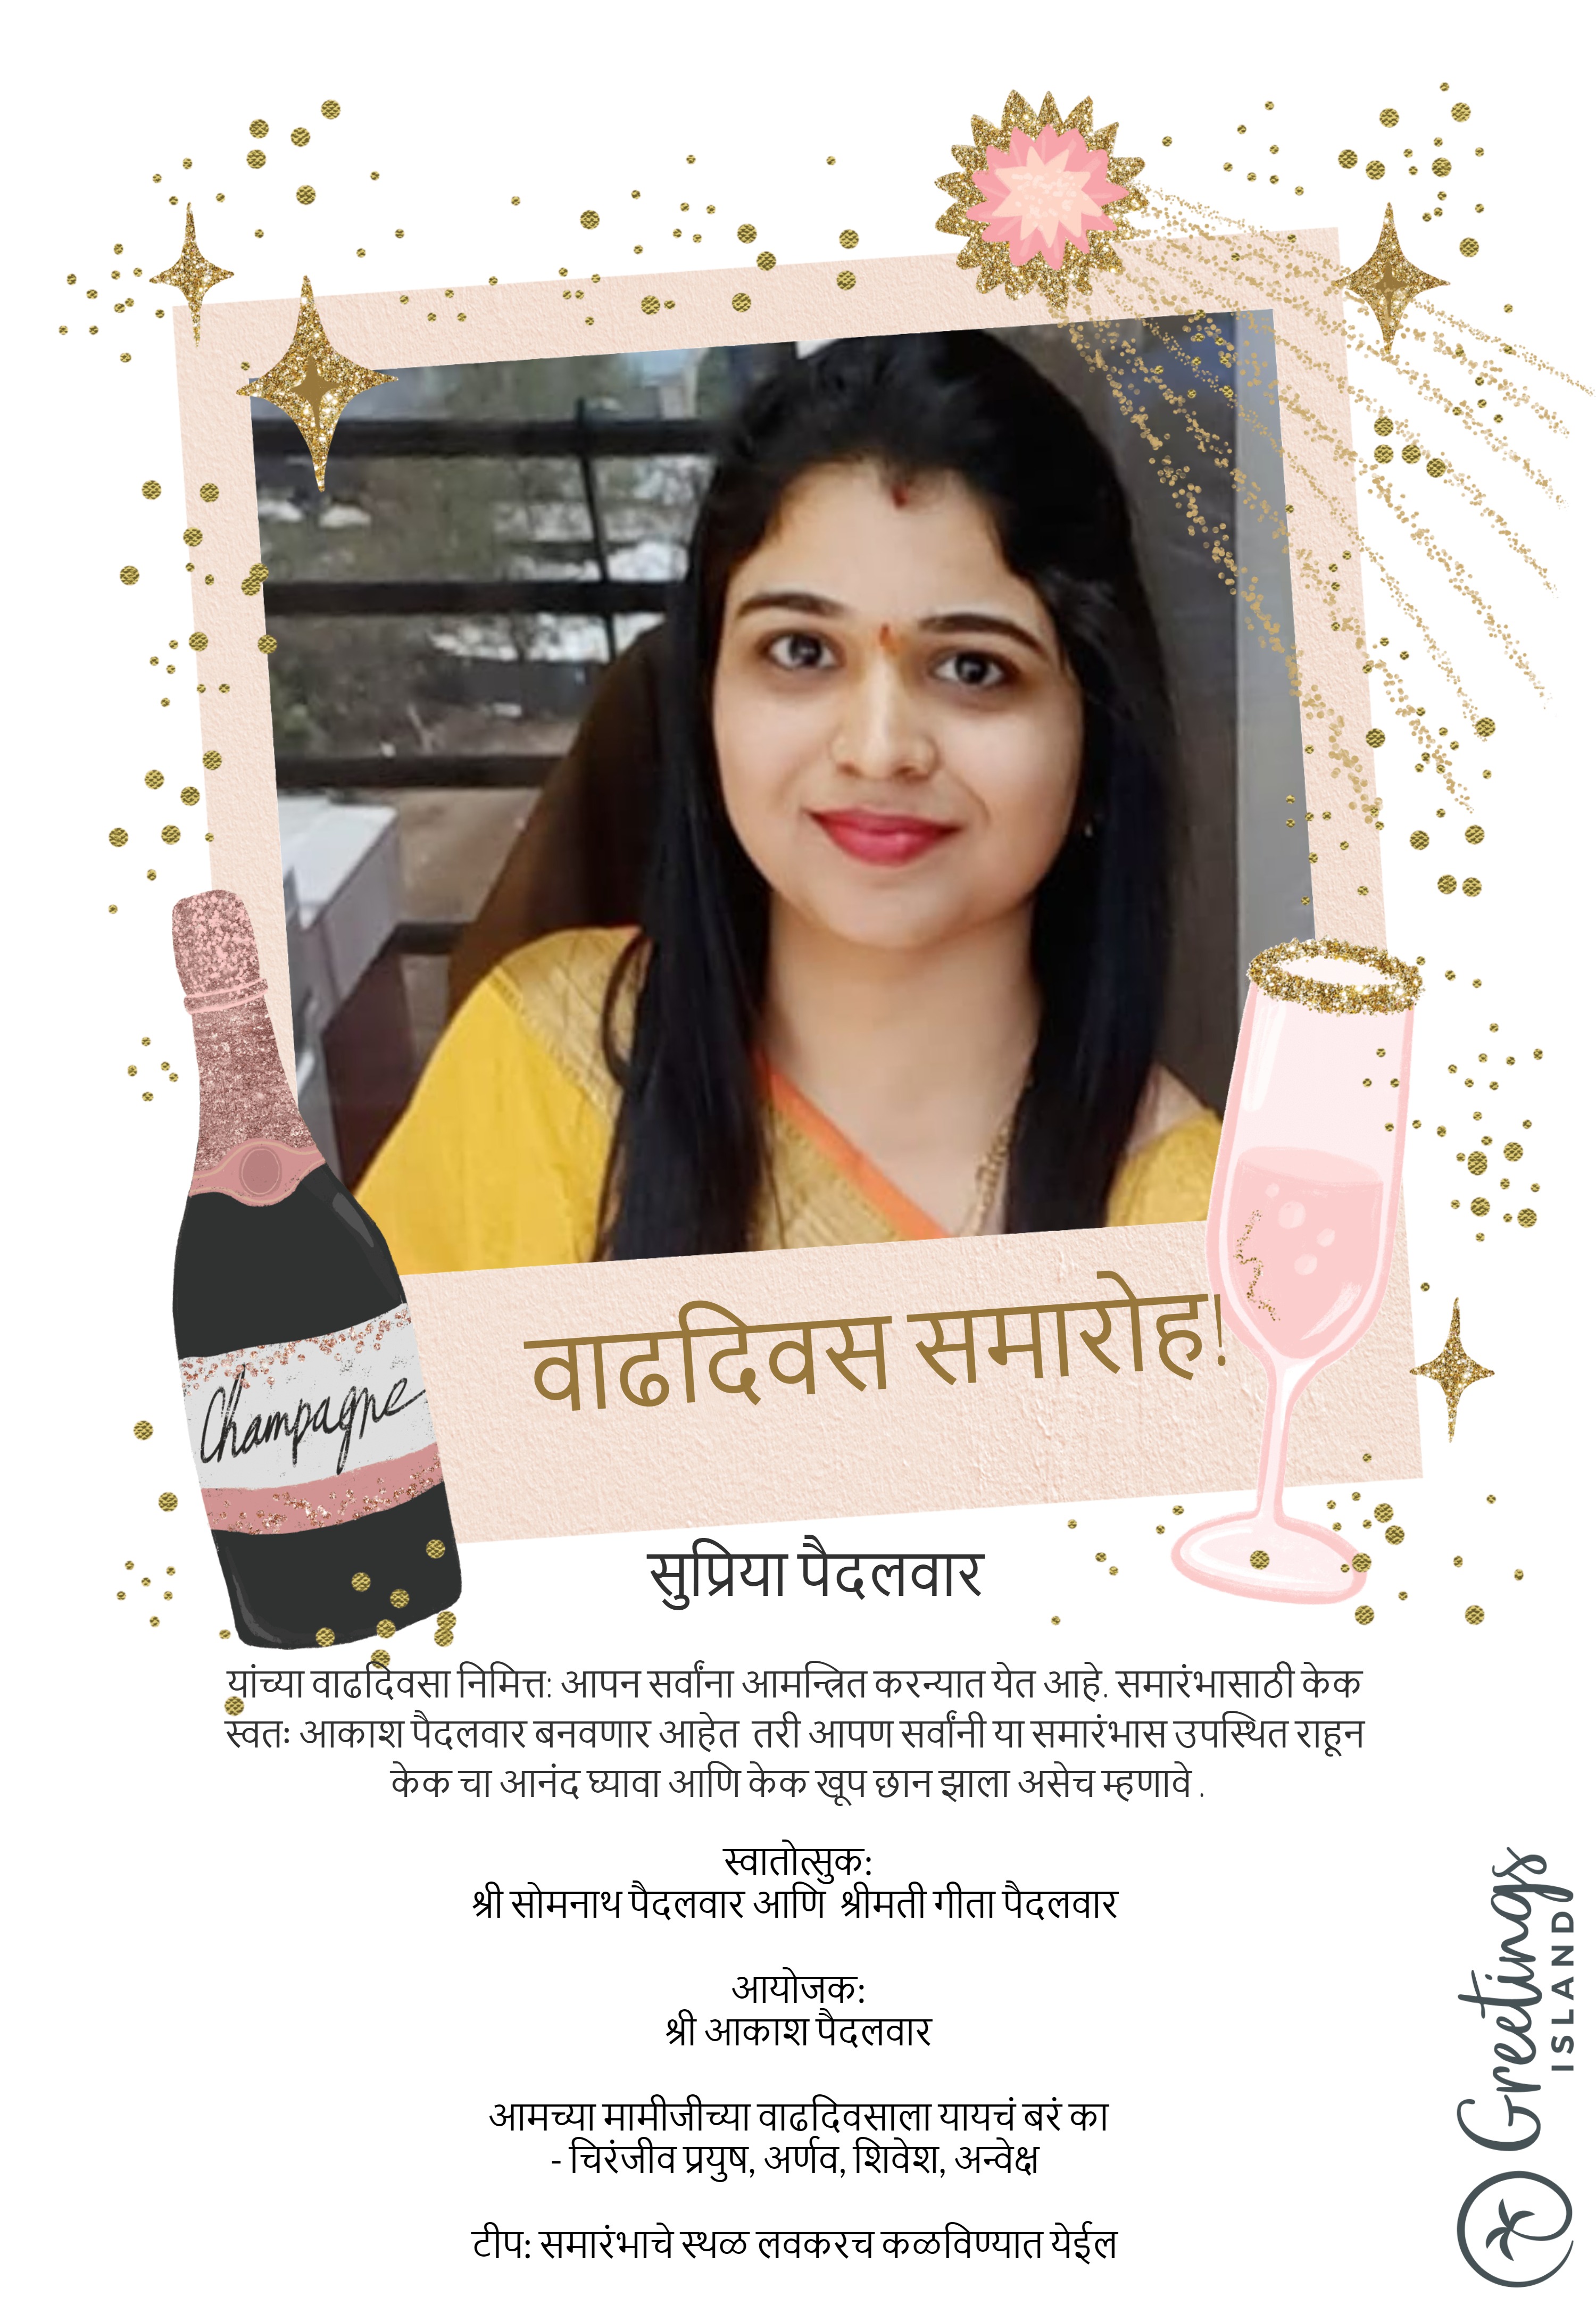 वाढदिवस समारोह!
Champagne
सुप्रिया पैदलवार
यांच्या वाढदिवसा निमित्त: आपन सर्वांना आमन्त्रित करन्यात येत आहे. समारंभासाठी केक
स्वतः आकाश पैदलवार बनवणार आहेत तरी आपण सर्वांनी या समारंभास उपस्थित राहून
केक चा आनंद घ्यावा आणि केक खूप छान झाला असेच म्हणावे .
स्वातोत्सुक:
श्री सोमनाथ पैदलवार आणि श्रीमती गीता पैदलवार
आयोजक:
श्री आकाश पैदलवार
आमच्या मामीजीच्या वाढदिवसाला यायचं बरं का
- चिरंजीव प्रयुष, अर्णव, शिवेश, अन्वेक्ष
टीप: समारंभाचे स्थळ लवकरच कळविण्यात येईल
Greetings
ISLAND